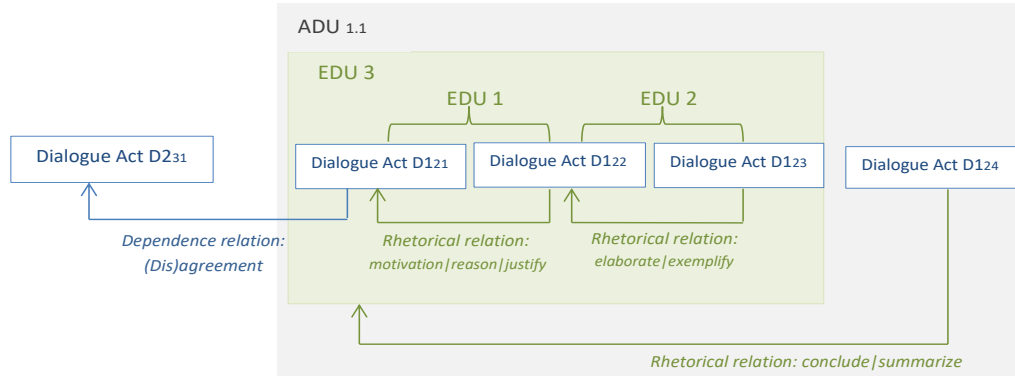 ADU 1.1
EDU 3
EDU 1
EDU 2
Dialogue Act D231
Dialogue Act D121
Dialogue Act D122
Dialogue Act D123
Dialogue Act D124
Dependence relation:
(Dis)agreement
Rhetorical relation:
motivation|reason|justify
Rhetorical relation:
elaborate|exemplify
Rhetorical relation: conclude|summarize